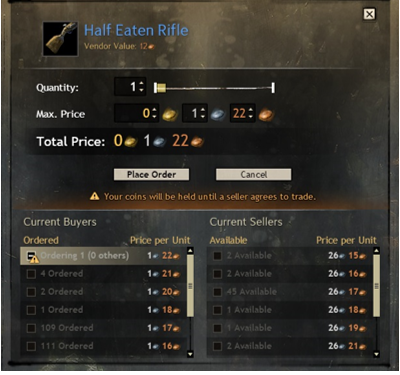 Half Eaten Rifle
Vendor Value: 12
Quantity: 1
Max. Price 0 1 22
Total Price: 0 1 22
Place Order Cancel
Your coins will be held until a seller agrees to trade.
Current Buyers
Ordered Price per Unit
Ordering 1 (0 others) 1 22
4 Ordered 1 21
2 Ordered 1 20
1 Ordered 1 18
109 Ordered 1 17
111 Ordered 1 16
Current Sellers
Available Price per Unit
2 Available 26 15
2 Available 26 16
45 Available 26 17
1 Available 26 18
1 Available 26 19
2 Available 26 21